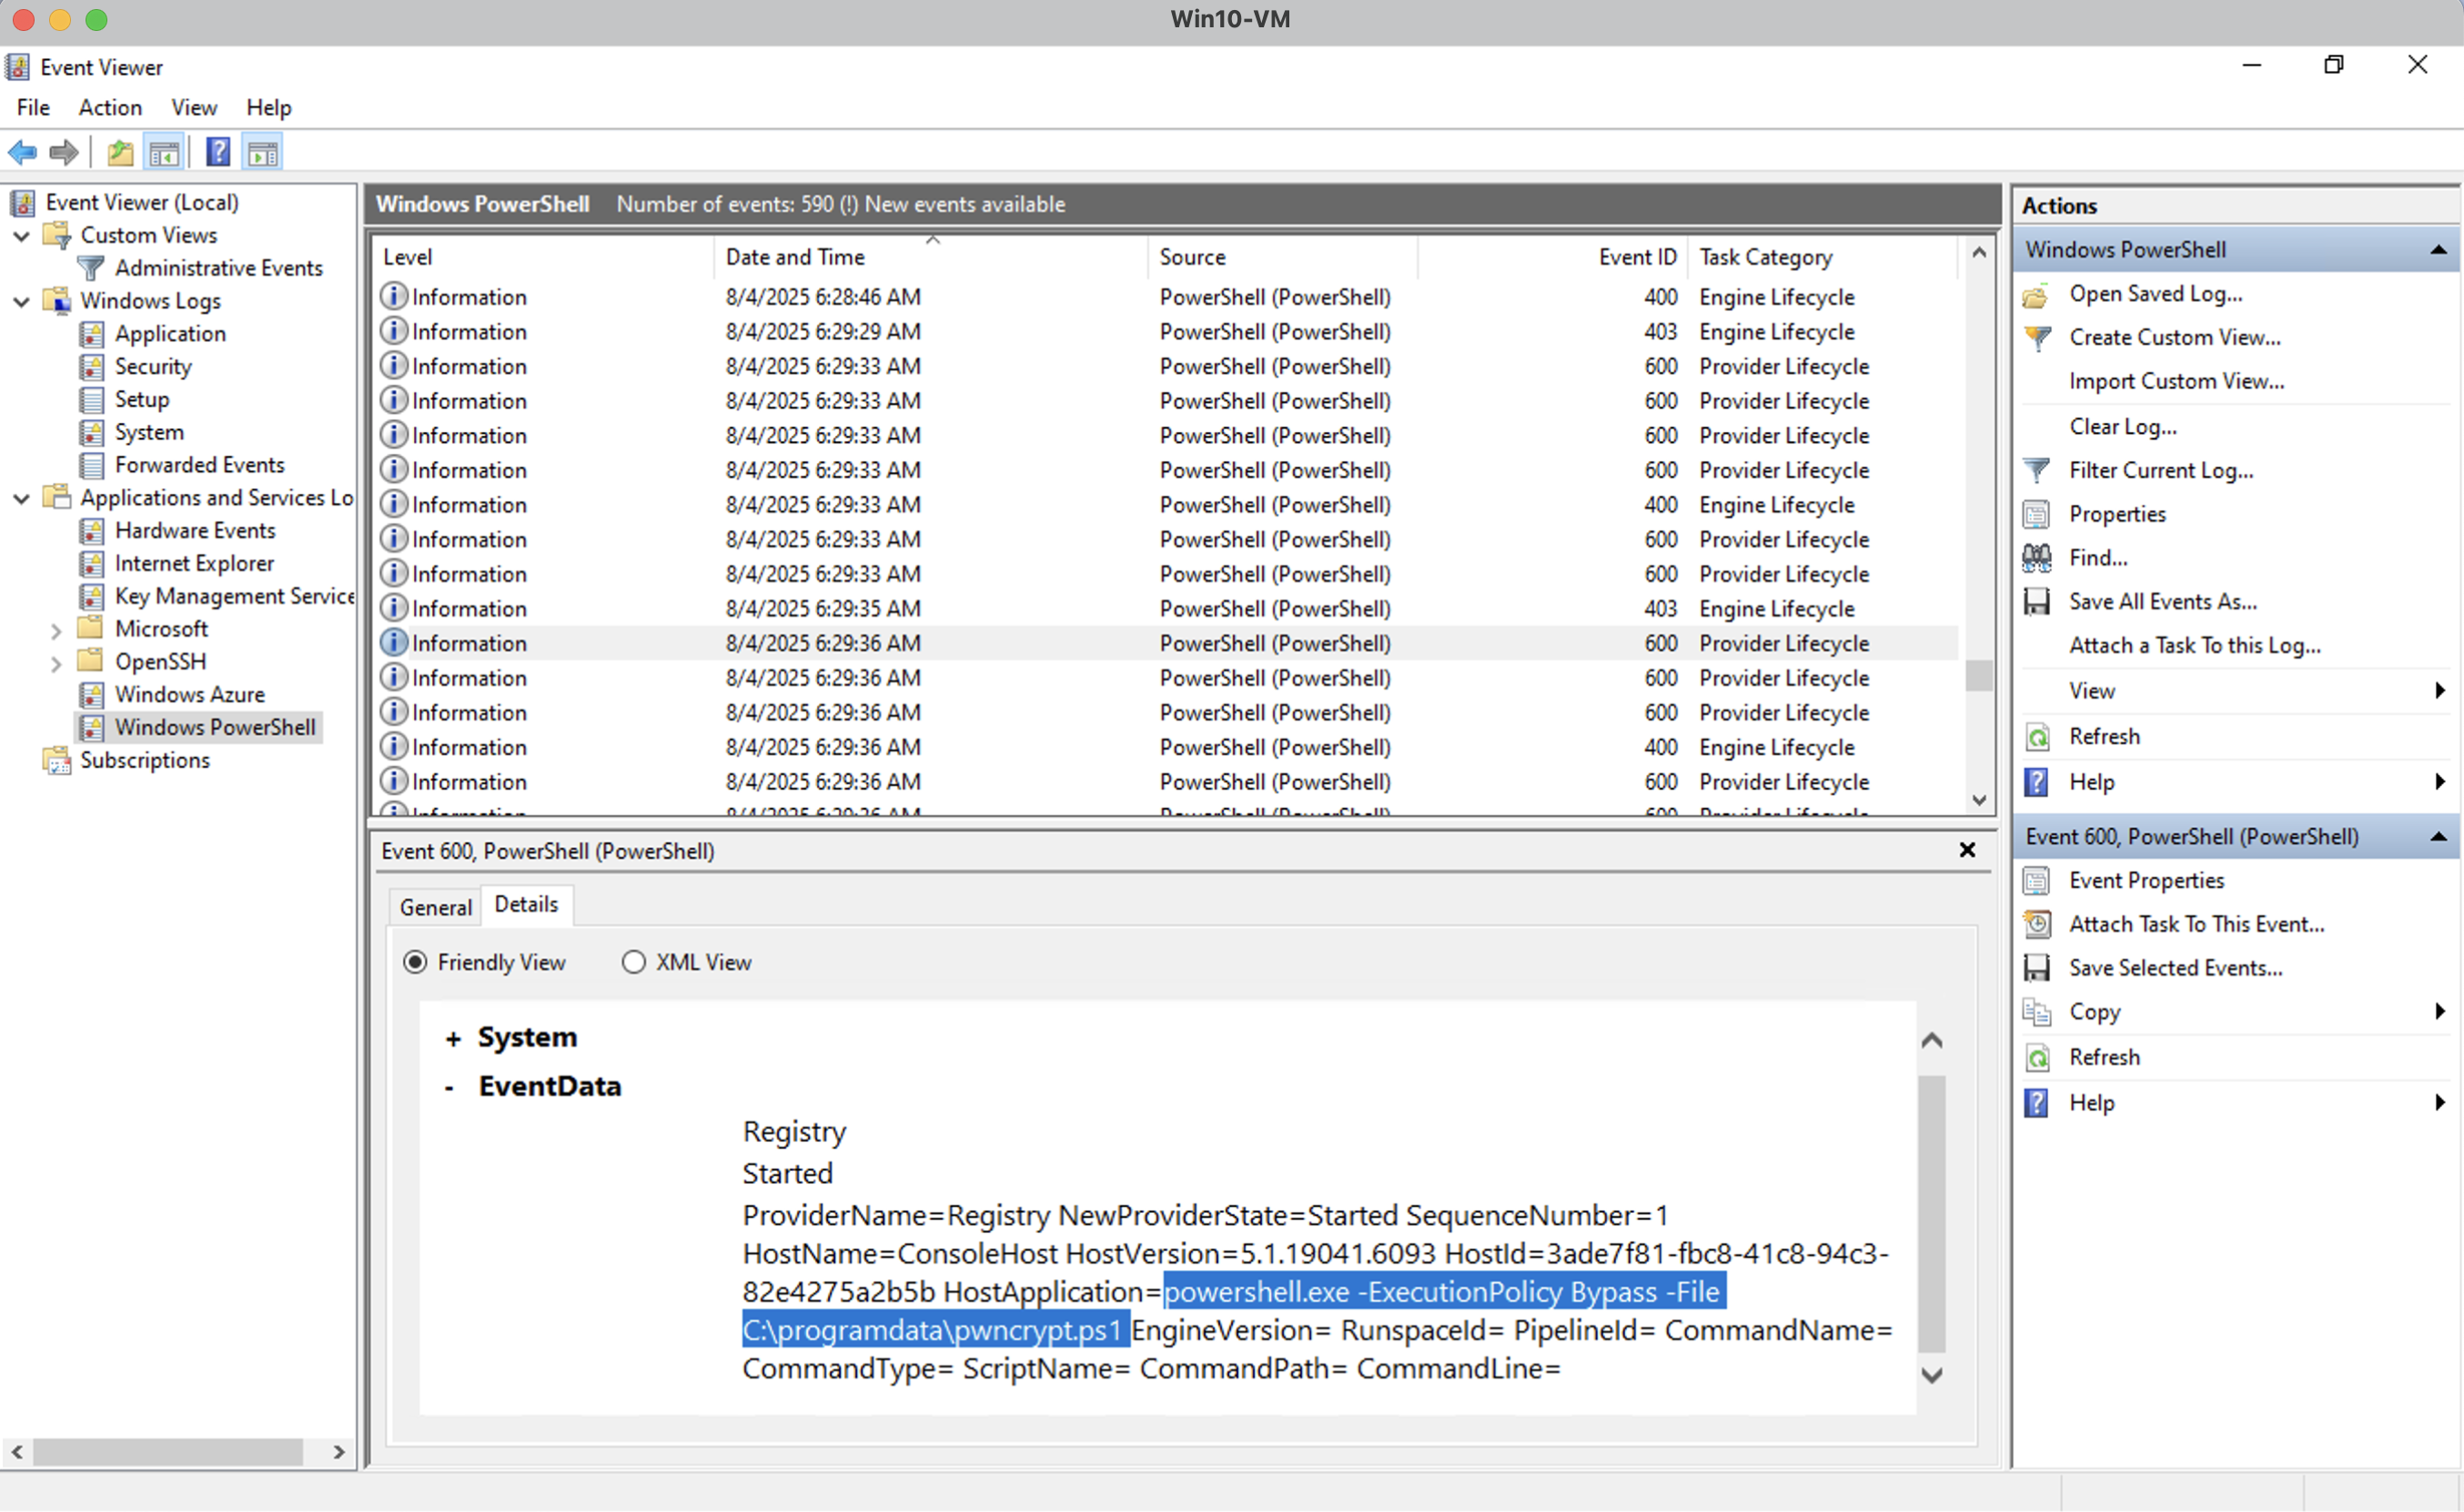 Win10-VM
Event Viewer
File Action View Help
Event Viewer (Local)
Custom Views
Administrative Events
Windows Logs
Application
Security
Setup
System
Forwarded Events
Applications and Services Lo
Hardware Events
Internet Explorer
Key Management Service
Microsoft
OpenSSH
Windows Azure
Windows PowerShell
Subscriptions
Windows PowerShell Number of events: 590 (!) New events available
Level Date and Time Source Event ID Task Category
Information 8/4/2025 6:28:46 AM PowerShell (PowerShell) 400 Engine Lifecycle
Information 8/4/2025 6:29:29 AM PowerShell (PowerShell) 403 Engine Lifecycle
Information 8/4/2025 6:29:33 AM PowerShell (PowerShell) 600 Provider Lifecycle
Information 8/4/2025 6:29:33 AM PowerShell (PowerShell) 600 Provider Lifecycle
Information 8/4/2025 6:29:33 AM PowerShell (PowerShell) 600 Provider Lifecycle
Information 8/4/2025 6:29:33 AM PowerShell (PowerShell) 600 Provider Lifecycle
Information 8/4/2025 6:29:33 AM PowerShell (PowerShell) 400 Engine Lifecycle
Information 8/4/2025 6:29:33 AM PowerShell (PowerShell) 600 Provider Lifecycle
Information 8/4/2025 6:29:33 AM PowerShell (PowerShell) 600 Provider Lifecycle
Information 8/4/2025 6:29:35 AM PowerShell (PowerShell) 403 Engine Lifecycle
Information 8/4/2025 6:29:36 AM PowerShell (PowerShell) 600 Provider Lifecycle
Information 8/4/2025 6:29:36 AM PowerShell (PowerShell) 600 Provider Lifecycle
Information 8/4/2025 6:29:36 AM PowerShell (PowerShell) 600 Provider Lifecycle
Information 8/4/2025 6:29:36 AM PowerShell (PowerShell) 400 Engine Lifecycle
Information 8/4/2025 6:29:36 AM PowerShell (PowerShell) 600 Provider Lifecycle
Event 600, PowerShell (PowerShell)
General Details
Friendly View XML View
+ System
- EventData
Registry
Started
ProviderName=Registry NewProviderState=Started SequenceNumber=1
HostName=ConsoleHost HostVersion=5.1.19041.6093 HostId=3ade7f81-fbc8-41c8-94c3-
82e4275a2b5b HostApplication=powershell.exe -ExecutionPolicy Bypass -File
C:\programdata\pwncrypt.ps1 EngineVersion= RunspaceId= PipelineId= CommandName=
CommandType= ScriptName= CommandPath= CommandLine=
Actions
Windows PowerShell
Open Saved Log...
Create Custom View...
Import Custom View...
Clear Log...
Filter Current Log...
Properties
Find...
Save All Events As...
Attach a Task To this Log...
View
Refresh
Help
Event 600, PowerShell (PowerShell)
Event Properties
Attach Task To This Event...
Save Selected Events...
Copy
Refresh
Help